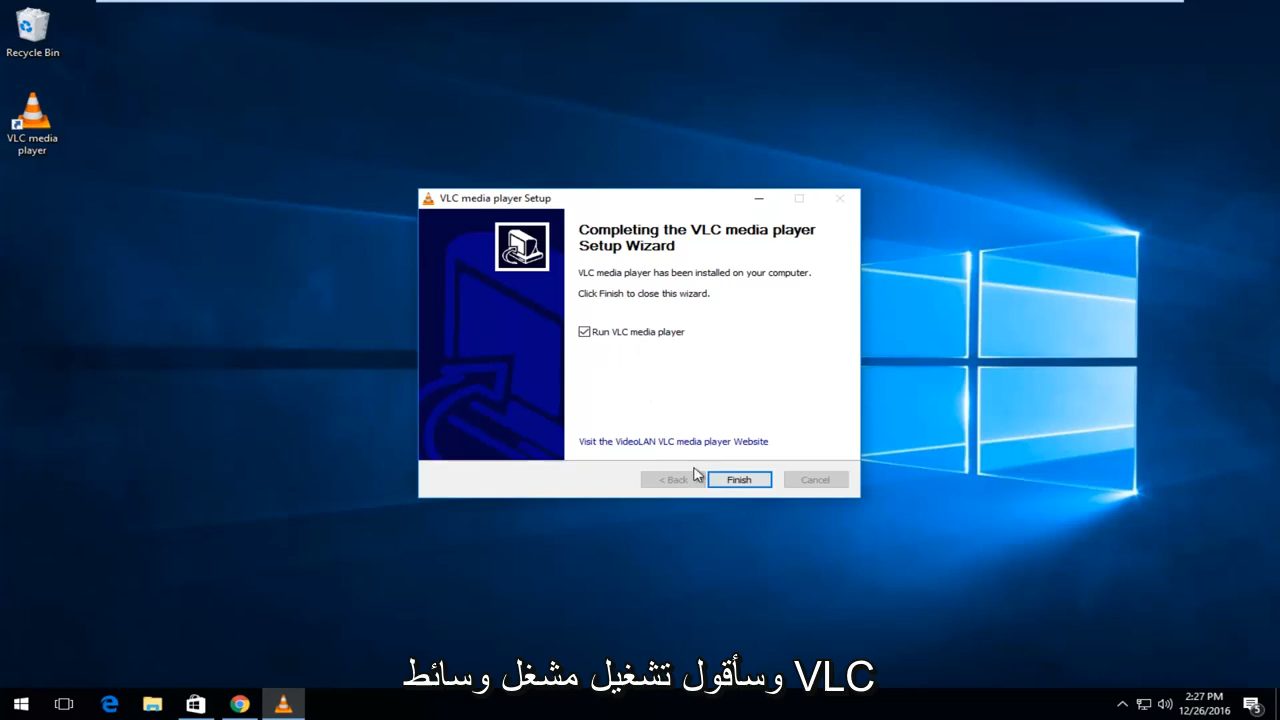 Recycle Bin
VLC media
player
VLC media player Setup
Completing the VLC media player
Setup Wizard
VLC media player has been installed on your computer.
Click Finish to close this wizard.
Run VLC media player
Visit the VideoLAN VLC media player Website
< Back
Finish
Cancel
وسأقول تشغيل مشغل وسائط VLC
2:27 PM
12/26/2016
5